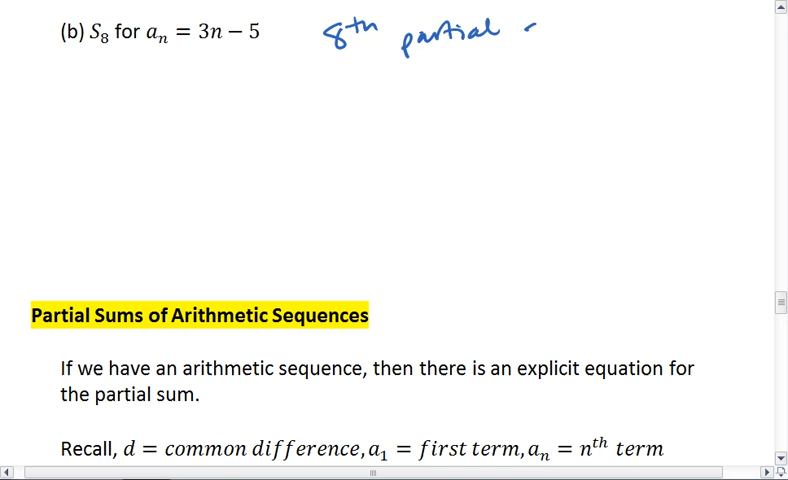 (b) S₈ for aₙ = 3n − 5 8th partial
Partial Sums of Arithmetic Sequences
If we have an arithmetic sequence, then there is an explicit equation for
the partial sum.
Recall, d = common difference, a₁ = first term, aₙ = nᵗʰ term